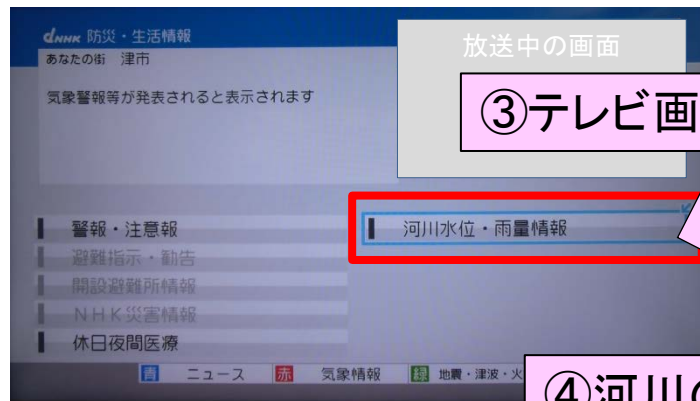 dNHK 防災・生活情報
あなたの街 津市
気象警報等が発表されると表示されます
放送中の画面
③テレビ画
警報・注意報
河川水位・雨量情報
避難指示・勧告
開設避難所情報
NHK災害情報
休日夜間医療
青 ニュース 赤 気象情報 緑 地震・津波・火
④河川の